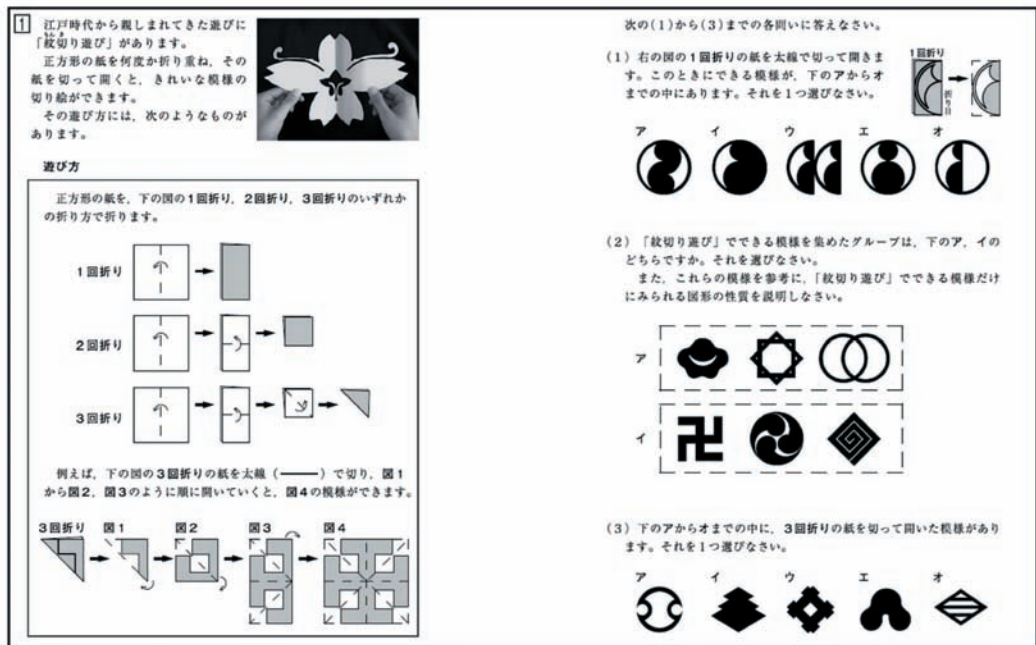 1 江戸時代から親しまれてきた遊びに
「紋切り遊び」があります。
正方形の紙を何度か折り重ね，その
紙を切って開くと，きれいな模様の
切り絵ができます。
その遊び方には，次のようなものが
あります。
遊び方
正方形の紙を，下の図の1回折り，2回折り，3回折りのいずれか
の折り方で折ります。
1回折り
2回折り
3回折り
例えば，下の図の3回折りの紙を太線（━━）で切り，図1
から図2，図3のように順に開いていくと，図4の模様ができます。
3回折り 図1 図2 図3 図4
次の(1)から(3)までの各問いに答えなさい。
(1) 右の図の1回折りの紙を太線で切って開きま
す。このときにできる模様が，下のアからオ
までの中にあります。それを1つ選びなさい。
1回折り
折り目
ア イ ウ エ オ
(2) 「紋切り遊び」でできる模様を集めたグループは，下のア，イの
どちらですか。それを選びなさい。
また，これらの模様を参考に，「紋切り遊び」でできる模様だけ
にみられる図形の性質を説明しなさい。
ア
イ
(3) 下のアからオまでの中に，3回折りの紙を切って開いた模様があり
ます。それを1つ選びなさい。
ア イ ウ エ オ